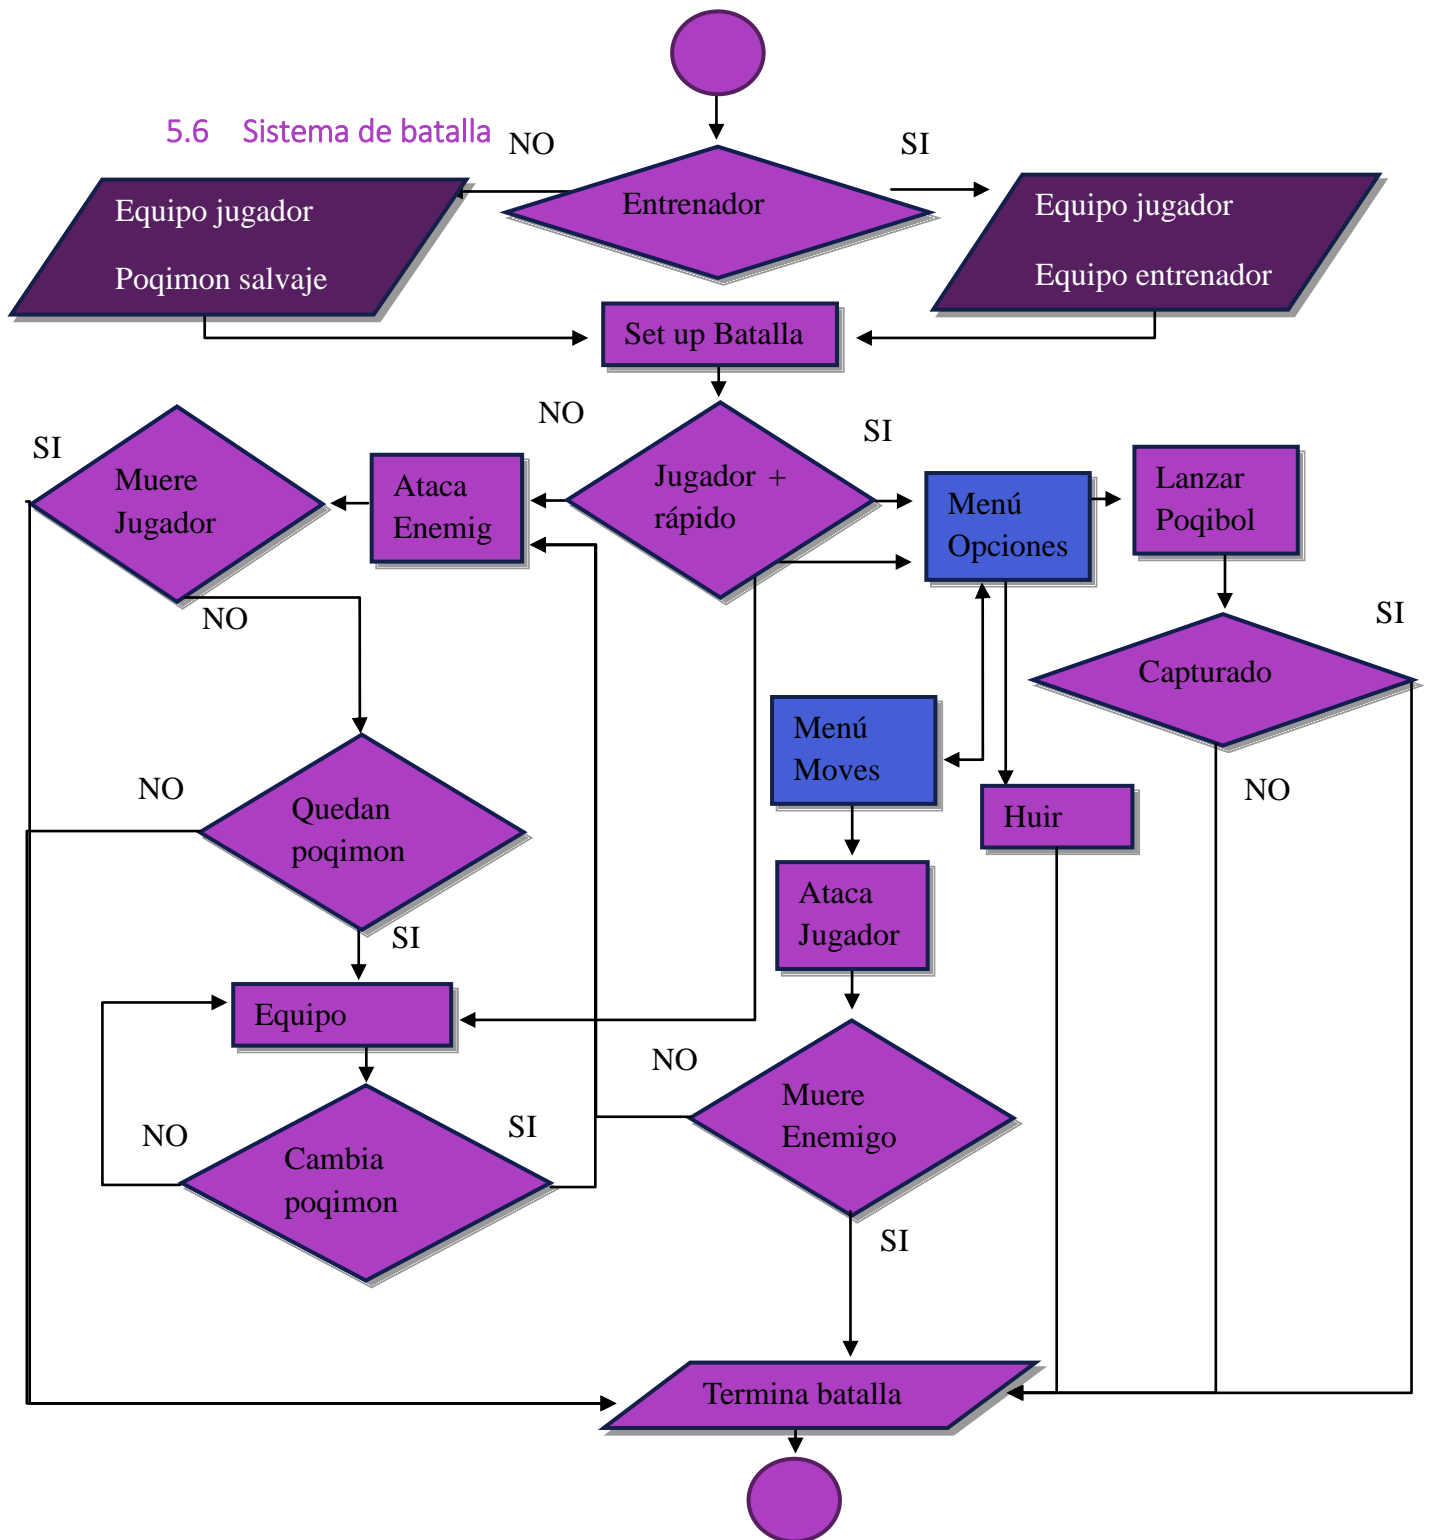 5.6 Sistema de batalla
NO
SI
Entrenador
Equipo jugador
Poqimon salvaje
Equipo jugador
Equipo entrenador
Set up Batalla
NO
SI
SI
Muere
Jugador
Ataca
Enemig
Jugador +
rápido
Menú
Opciones
Lanzar
Poqibol
NO
SI
Capturado
Menú
Moves
NO
Quedan
poqimon
Huir
NO
Ataca
Jugador
SI
Equipo
NO
Muere
Enemigo
NO
SI
Cambia
poqimon
SI
Termina batalla